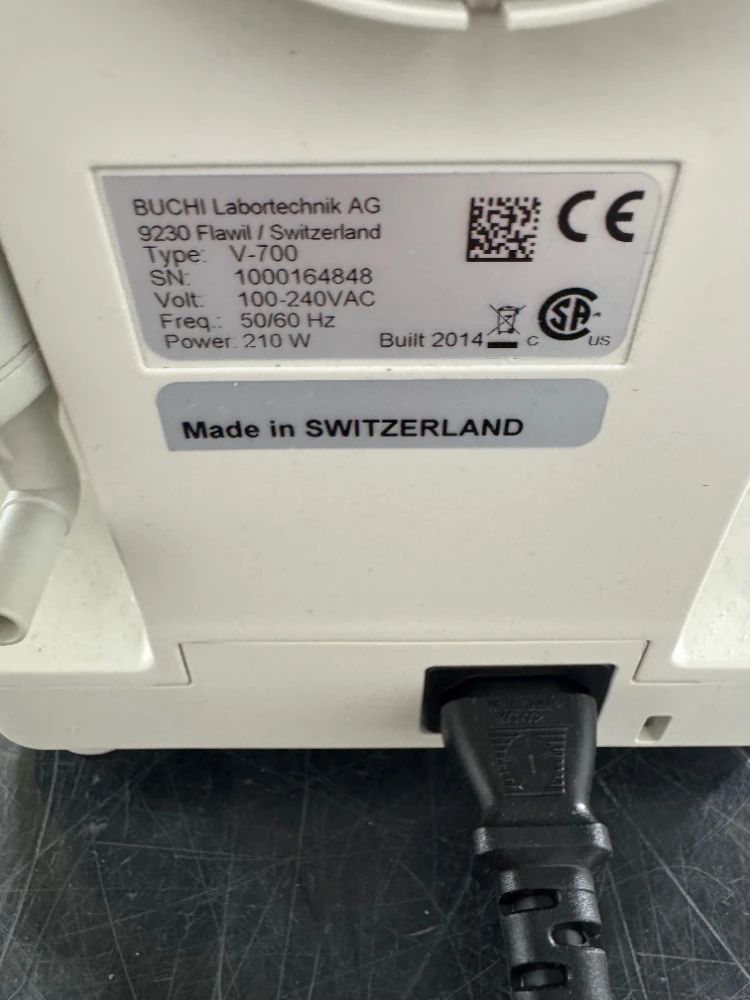 BUCHI Labortechnik AG
9230 Flawil / Switzerland
Type: V-700
SN: 1000164848
Volt: 100-240VAC
Freq.: 50/60 Hz
Power: 210 W
Built 2014
CE
C SA US
Made in SWITZERLAND